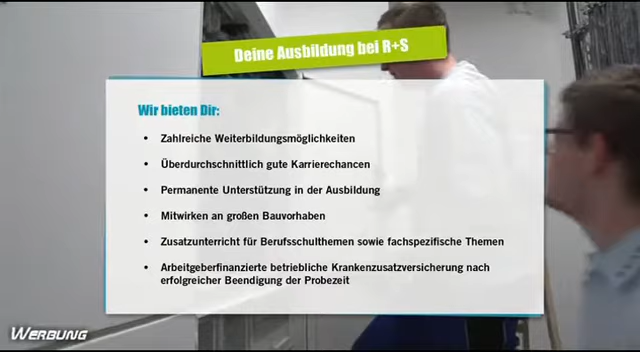 Deine Ausbildung bei R+S
Wir bieten Dir:
• Zahlreiche Weiterbildungsmöglichkeiten
• Überdurchschnittlich gute Karrierechancen
• Permanente Unterstützung in der Ausbildung
• Mitwirken an großen Bauvorhaben
• Zusatzunterricht für Berufsschulthemen sowie fachspezifische Themen
• Arbeitgeberfinanzierte betriebliche Krankenzusatzversicherung nach
erfolgreicher Beendigung der Probezeit
WERBUNG